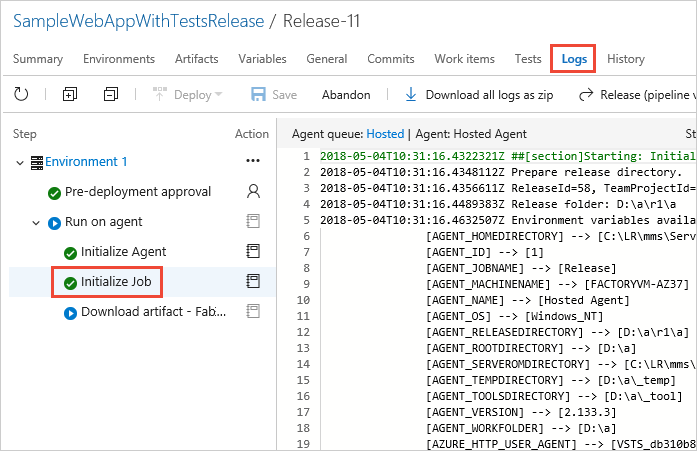 SampleWebAppWithTestsRelease / Release-11
Summary Environments Artifacts Variables General Commits Work items Tests Logs History
Deploy Save Abandon Download all logs as zip Release (pipeline v
Step Action
Environment 1 ...
Pre-deployment approval
Run on agent
Initialize Agent
Initialize Job
Download artifact - Fab...
Agent queue: Hosted | Agent: Hosted Agent St
1 2018-05-04T10:31:16.4322321Z ##[section]Starting: Initial
2 2018-05-04T10:31:16.4348112Z Prepare release directory.
3 2018-05-04T10:31:16.4356611Z ReleaseId=58, TeamProjectId=
4 2018-05-04T10:31:16.4489383Z Release folder: D:\a\r1\a
5 2018-05-04T10:31:16.4632507Z Environment variables availa
6 [AGENT_HOMEDIRECTORY] --> [C:\LR\mms\Serv
7 [AGENT_ID] --> [1]
8 [AGENT_JOBNAME] --> [Release]
9 [AGENT_MACHINENAME] --> [FACTORYVM-AZ37]
10 [AGENT_NAME] --> [Hosted Agent]
11 [AGENT_OS] --> [Windows_NT]
12 [AGENT_RELEASEDIRECTORY] --> [D:\a\r1\a]
13 [AGENT_ROOTDIRECTORY] --> [D:\a]
14 [AGENT_SERVEROMDIRECTORY] --> [C:\LR\mms\
15 [AGENT_TEMPDIRECTORY] --> [D:\a\_temp]
16 [AGENT_TOOLSDIRECTORY] --> [D:\a\_tool]
17 [AGENT_VERSION] --> [2.133.3]
18 [AGENT_WORKFOLDER] --> [D:\a]
19 [AZURE_HTTP_USER_AGENT] --> [VSTS_db310b8